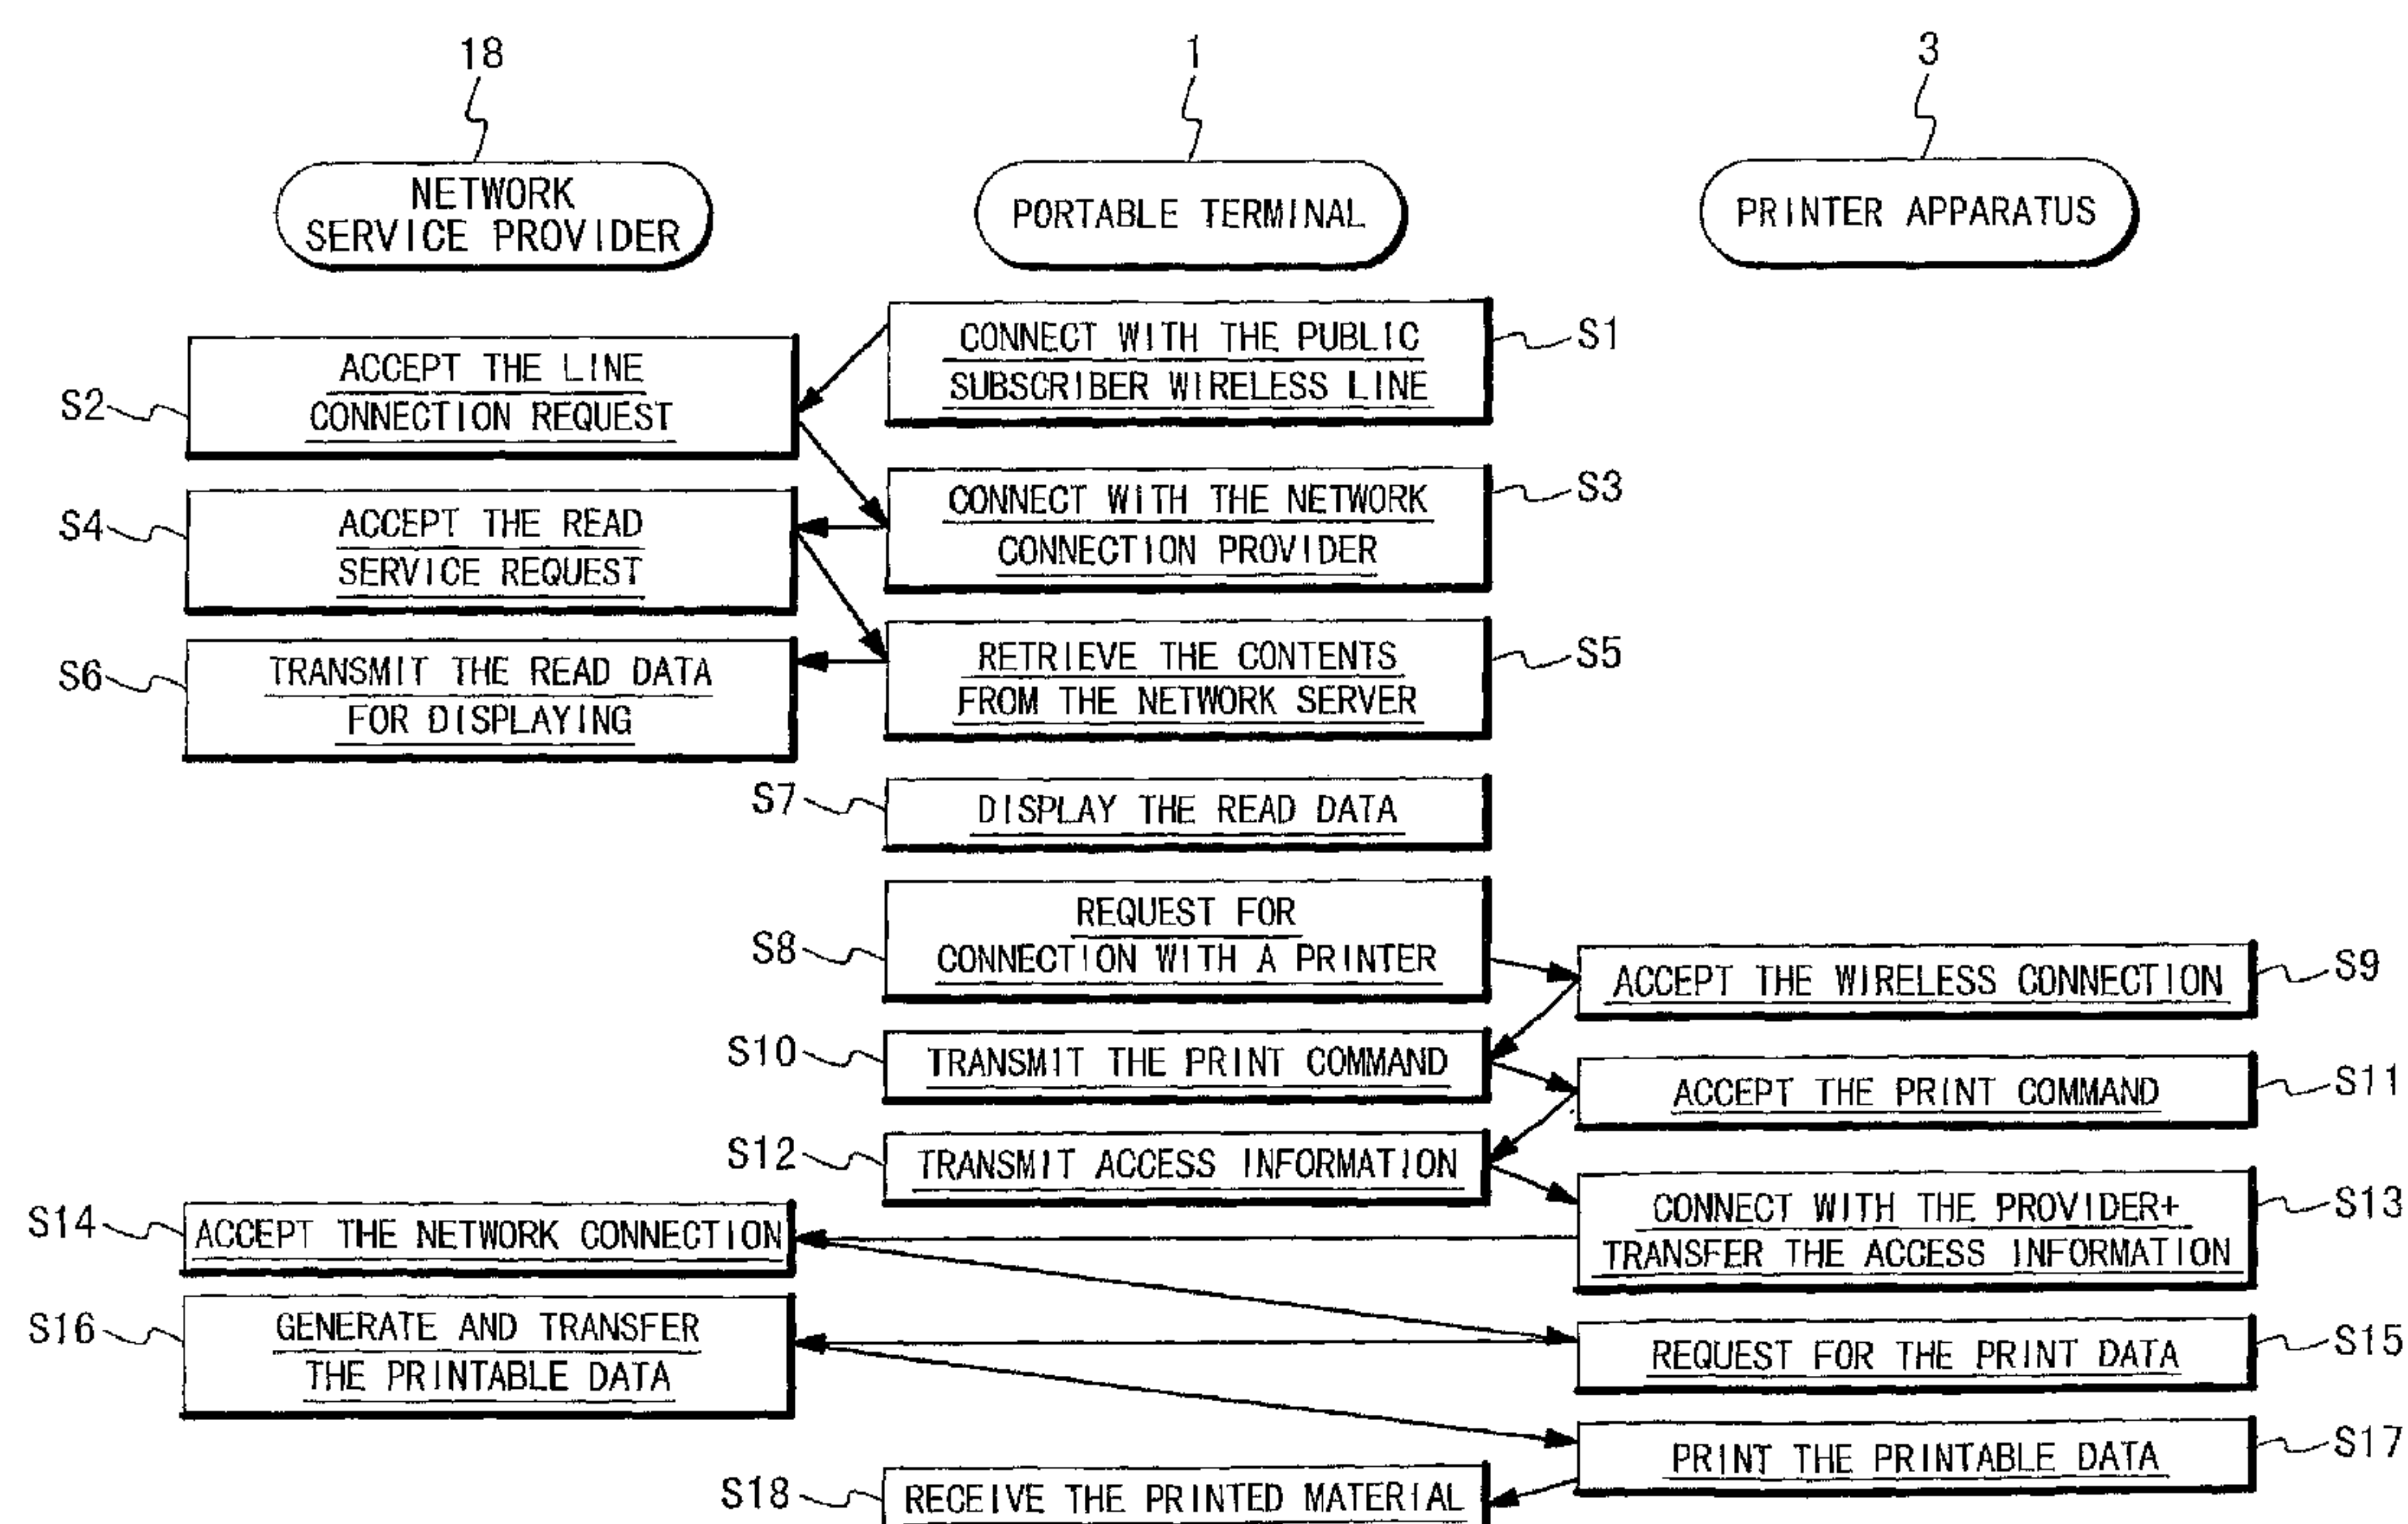 18
1
3
NETWORK
SERVICE PROVIDER
PORTABLE TERMINAL
PRINTER APPARATUS
CONNECT WITH THE PUBLIC
SUBSCRIBER WIRELESS LINE
S1
S2
ACCEPT THE LINE
CONNECTION REQUEST
CONNECT WITH THE NETWORK
CONNECTION PROVIDER
S3
S4
ACCEPT THE READ
SERVICE REQUEST
RETRIEVE THE CONTENTS
FROM THE NETWORK SERVER
S5
S6
TRANSMIT THE READ DATA
FOR DISPLAYING
S7
DISPLAY THE READ DATA
S8
REQUEST FOR
CONNECTION WITH A PRINTER
ACCEPT THE WIRELESS CONNECTION
S9
S10
TRANSMIT THE PRINT COMMAND
ACCEPT THE PRINT COMMAND
S11
S12
TRANSMIT ACCESS INFORMATION
CONNECT WITH THE PROVIDER+
TRANSFER THE ACCESS INFORMATION
S13
S14
ACCEPT THE NETWORK CONNECTION
S16
GENERATE AND TRANSFER
THE PRINTABLE DATA
REQUEST FOR THE PRINT DATA
S15
PRINT THE PRINTABLE DATA
S17
S18
RECEIVE THE PRINTED MATERIAL